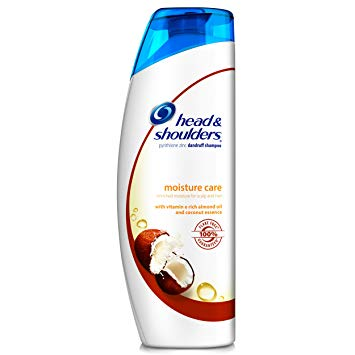 head &
shoulders
pyrithione zinc dandruff shampoo
moisture care
with vitamin e rich almond oil
and coconut essence
100%